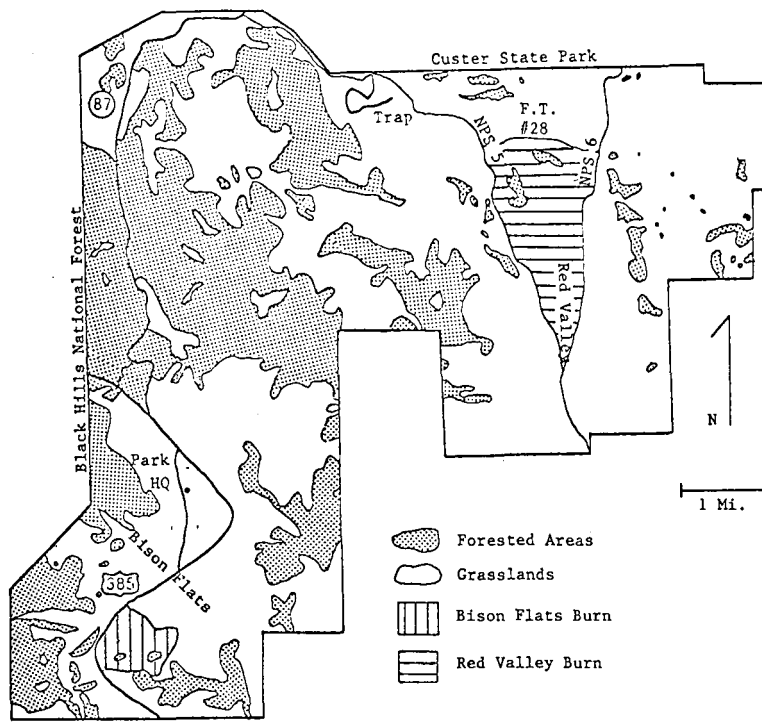 Custer State Park
87
Trap
F.T.
#28
NPS 5
NPS 6
Red Valley
Black Hills National Forest
N
1 Mi.
Park
HQ
Bison Flats
385
Forested Areas
Grasslands
Bison Flats Burn
Red Valley Burn